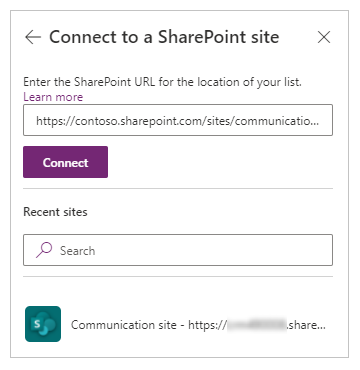 Connect to a SharePoint site
Enter the SharePoint URL for the location of your list.
Learn more
https://contoso.sharepoint.com/sites/communicatio...
Connect
Recent sites
Search
S
Communication site - https:// .share...